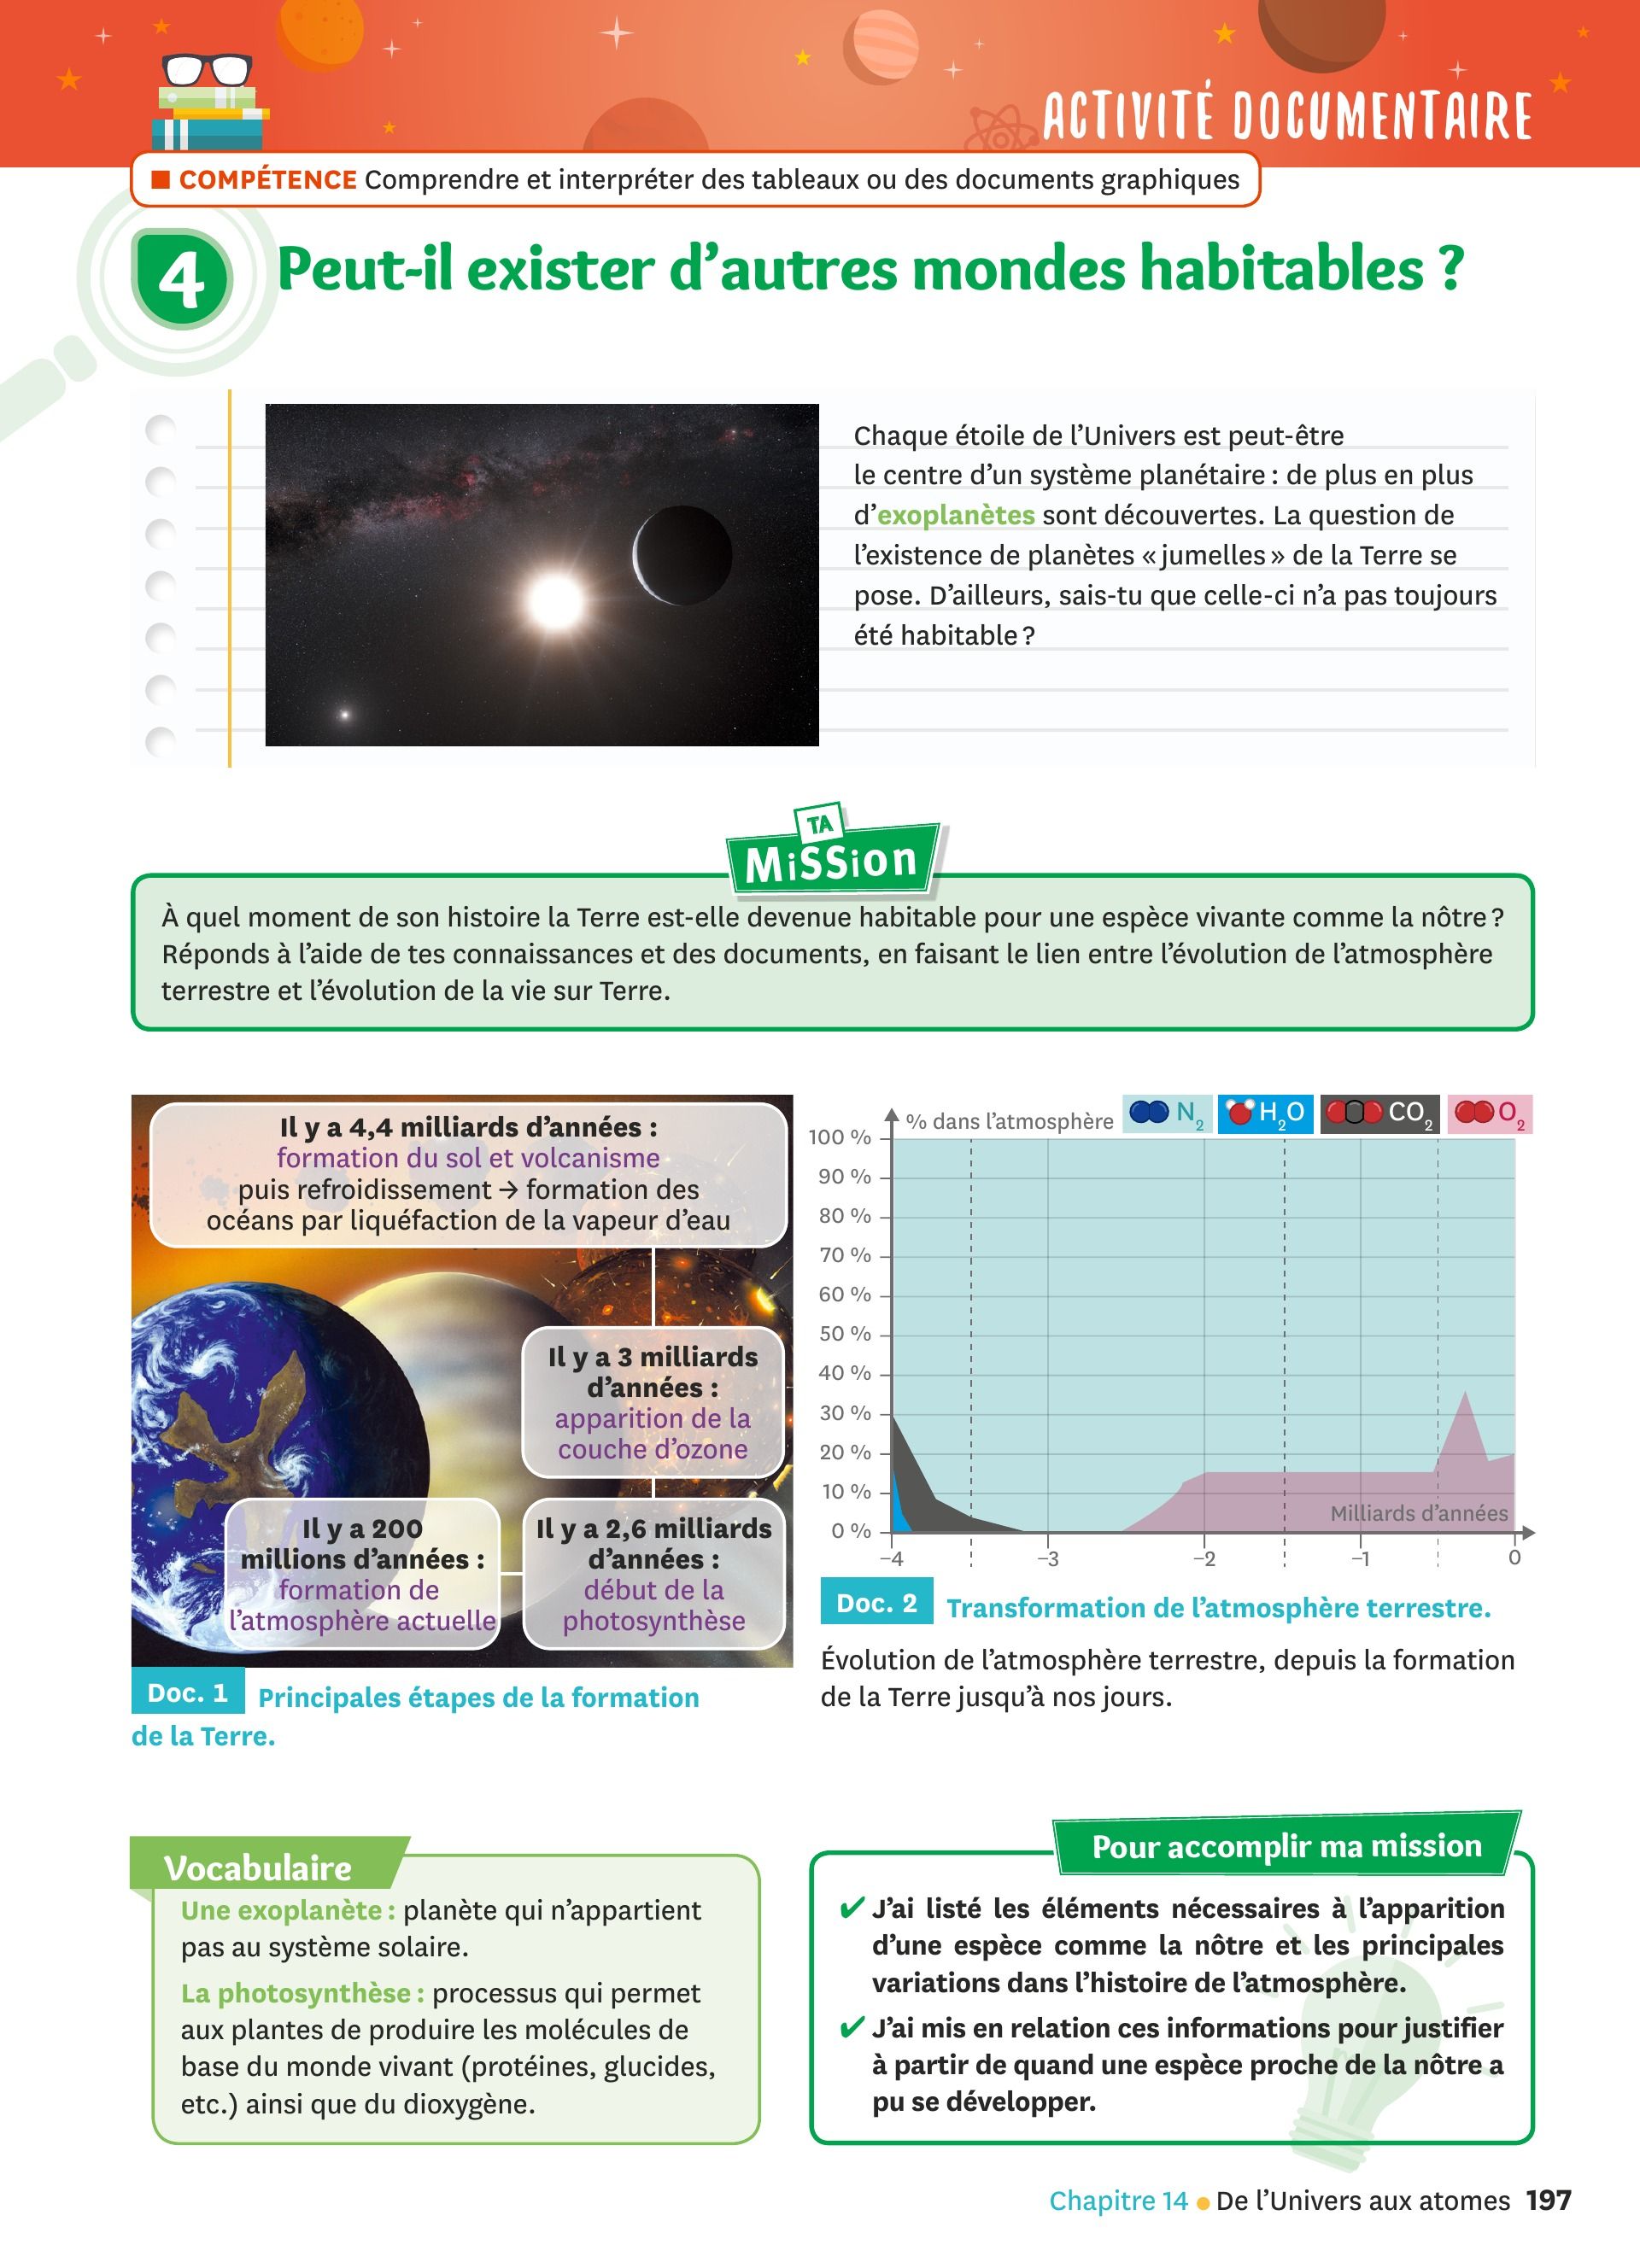 ACTIVITÉ DOCUMENTAIRE
COMPÉTENCE Comprendre et interpréter des tableaux ou des documents graphiques
4 Peut-il exister d’autres mondes habitables ?
Chaque étoile de l’Univers est peut-être
le centre d’un système planétaire : de plus en plus
d’exoplanètes sont découvertes. La question de
l’existence de planètes « jumelles » de la Terre se
pose. D’ailleurs, sais-tu que celle-ci n’a pas toujours
été habitable ?
TA
MiSSion
À quel moment de son histoire la Terre est-elle devenue habitable pour une espèce vivante comme la nôtre ?
Réponds à l’aide de tes connaissances et des documents, en faisant le lien entre l’évolution de l’atmosphère
terrestre et l’évolution de la vie sur Terre.
Il y a 4,4 milliards d’années :
formation du sol et volcanisme
puis refroidissement → formation des
océans par liquéfaction de la vapeur d’eau
Il y a 3 milliards
d’années :
apparition de la
couche d’ozone
Il y a 2,6 milliards
d’années :
début de la
photosynthèse
Il y a 200
millions d’années :
formation de
l’atmosphère actuelle
Doc. 1 Principales étapes de la formation
de la Terre.
% dans l’atmosphère
N2 H2O CO2 O2
100 %
90 %
80 %
70 %
60 %
50 %
40 %
30 %
20 %
10 %
0 %
Milliards d’années
–4 –3 –2 –1 0
Doc. 2 Transformation de l’atmosphère terrestre.
Évolution de l’atmosphère terrestre, depuis la formation
de la Terre jusqu’à nos jours.
Vocabulaire
Une exoplanète : planète qui n’appartient
pas au système solaire.
La photosynthèse : processus qui permet
aux plantes de produire les molécules de
base du monde vivant (protéines, glucides,
etc.) ainsi que du dioxygène.
Pour accomplir ma mission
✔ J’ai listé les éléments nécessaires à l’apparition
d’une espèce comme la nôtre et les principales
variations dans l’histoire de l’atmosphère.
✔ J’ai mis en relation ces informations pour justifier
à partir de quand une espèce proche de la nôtre a
pu se développer.
Chapitre 14 • De l’Univers aux atomes 197